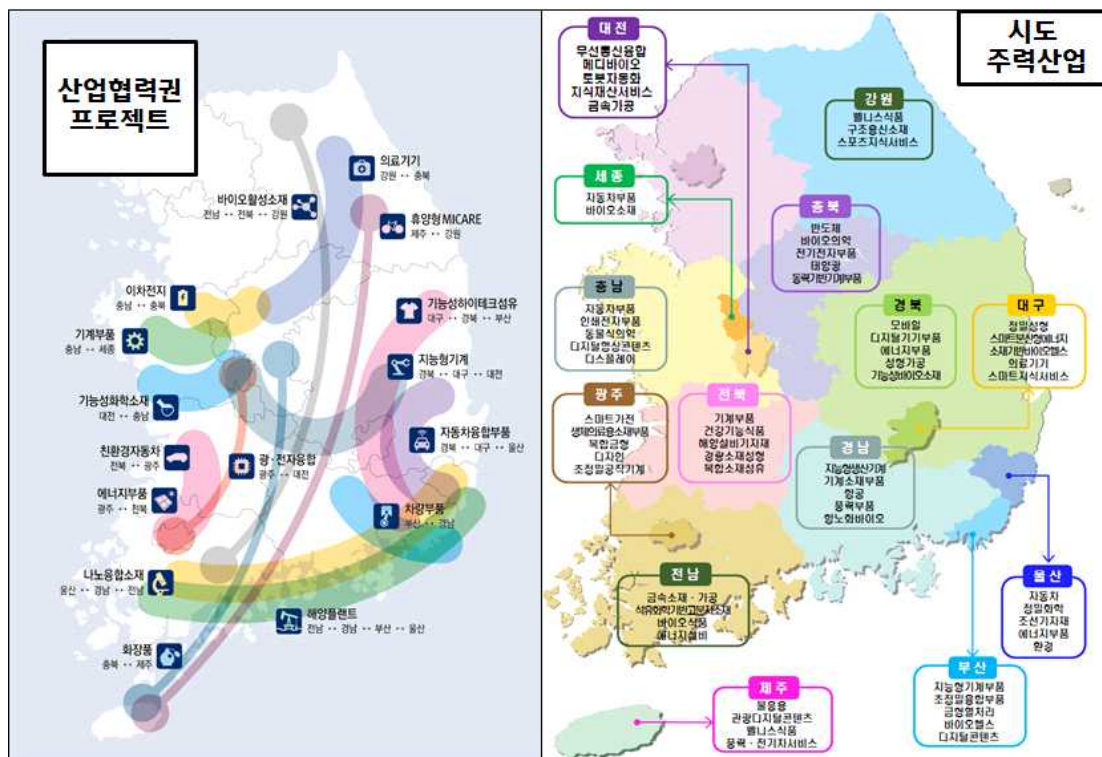 산업협력권
프로젝트
의료기기
강원 ↔ 충북
바이오활성소재
전남 ↔ 전북 ↔ 강원
휴양형MICARE
제주 ↔ 강원
이차전지
충남 ↔ 충북
기능성하이테크섬유
대구 ↔ 경북 ↔ 부산
기계부품
충남 ↔ 세종
지능형기계
경북 ↔ 대구 ↔ 대전
기능성화학소재
대전 ↔ 충남
자동차융합부품
경북 ↔ 대구 ↔ 울산
친환경자동차
전북 ↔ 광주
광·전자융합
광주 ↔ 대전
에너지부품
광주 ↔ 전북
차량부품
부산 ↔ 경남
나노융합소재
울산 ↔ 경남 ↔ 전남
해양플랜트
전남 ↔ 경남 ↔ 부산 ↔ 울산
화장품
충북 ↔ 제주
시도
주력산업
대전
무선통신융합
메디바이오
로봇자동화
지식재산서비스
금속가공
강원
웰니스식품
구조용신소재
스포츠지식서비스
세종
자동차부품
바이오소재
충북
반도체
바이오의약
전기전자부품
태양광
동력기반기계부품
충남
자동차부품
인쇄전자부품
동물식의약
디지털영상콘텐츠
디스플레이
경북
모바일
디지털기기부품
에너지부품
성형가공
기능성바이오소재
대구
정밀성형
스마트분산형에너지
소재기반바이오헬스
의료기기
스마트지식서비스
광주
스마트가전
생체의료용소재부품
복합금형
디자인
초정밀공작기계
전북
기계부품
건강기능식품
해양설비기자재
경량소재성형
복합소재섬유
경남
지능형생산기계
기계소재부품
항공
풍력부품
항노화바이오
전남
금속소재·가공
석유화학기반고분자소재
바이오식품
에너지설비
울산
자동차
정밀화학
조선기자재
에너지부품
환경
부산
지능형기계부품
초정밀융합부품
금형열처리
바이오헬스
디지털콘텐츠
제주
물응용
관광디지털콘텐츠
웰니스식품
풍력·전기차서비스